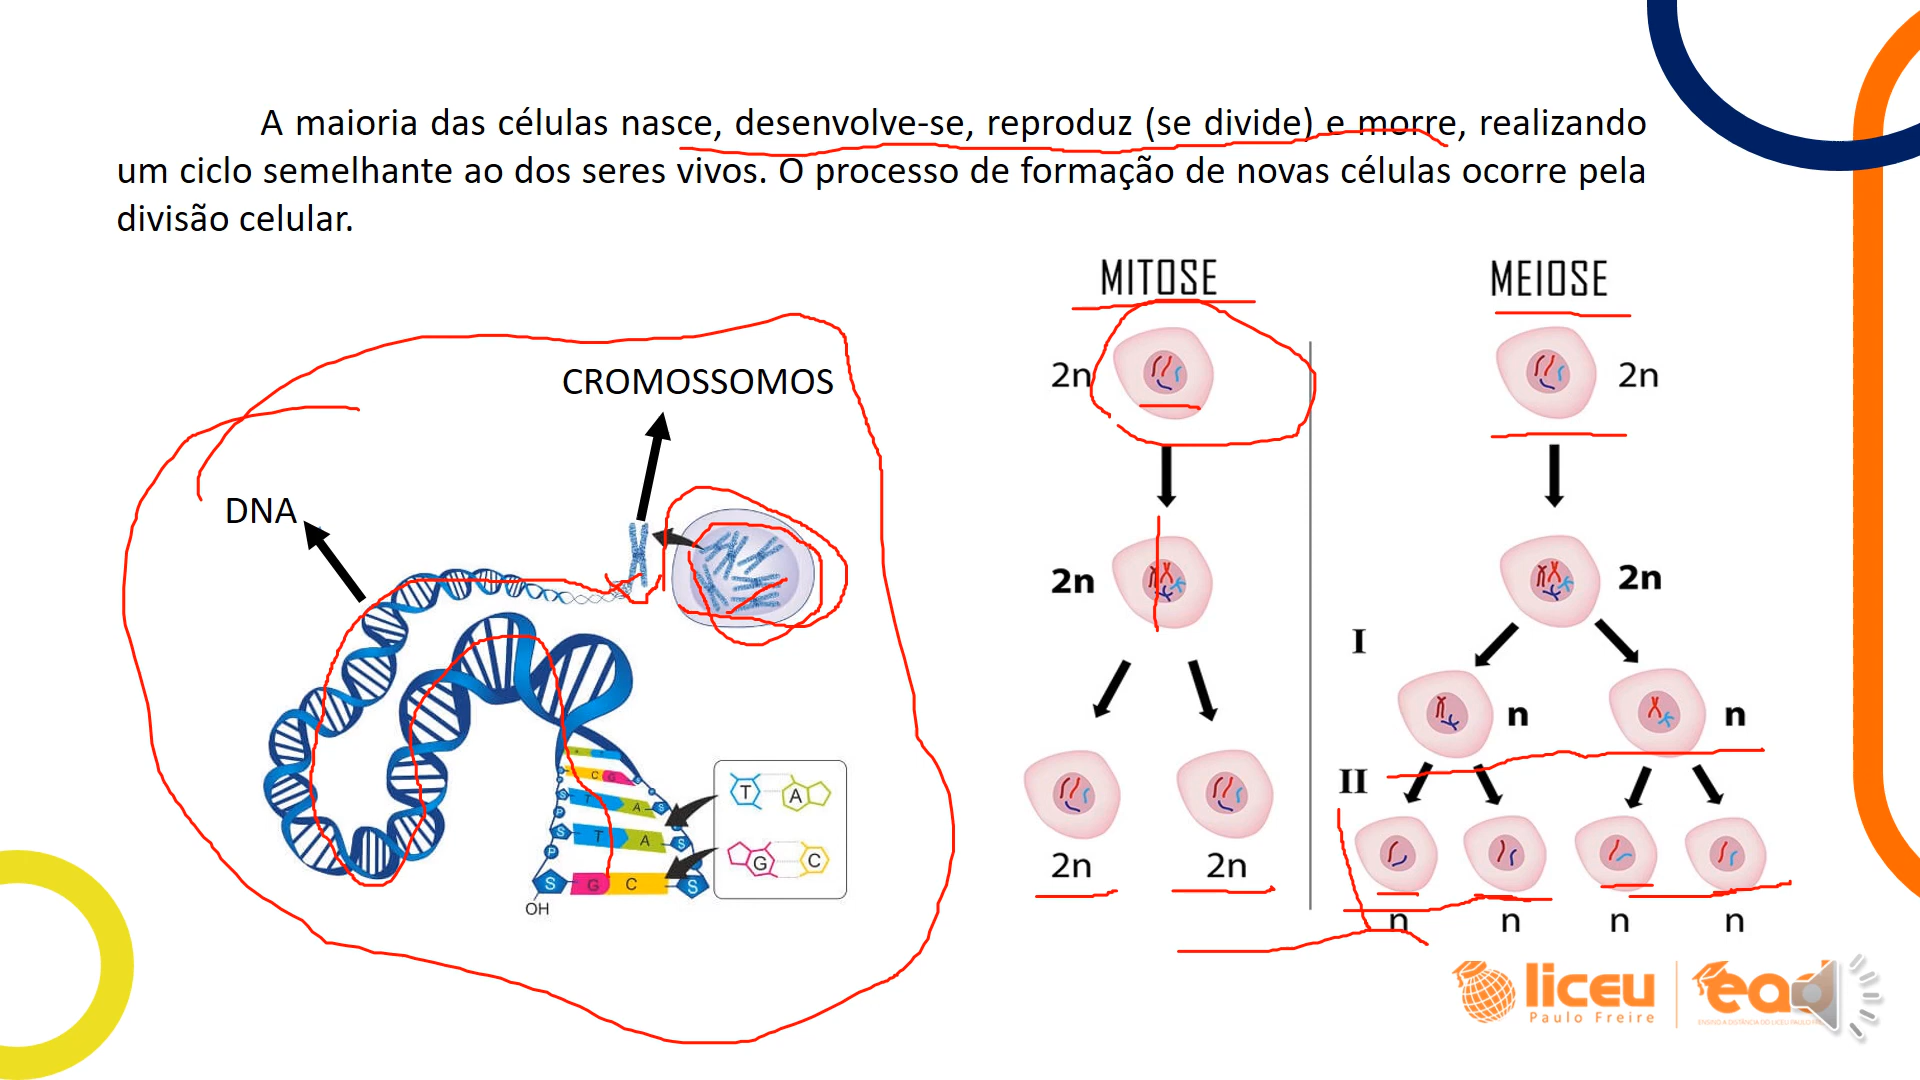 A maioria das células nasce, desenvolve-se, reproduz (se divide) e morre, realizando
um ciclo semelhante ao dos seres vivos. O processo de formação de novas células ocorre pela
divisão celular.
MITOSE
MEIOSE
CROMOSSOMOS
DNA
2n
2n
2n
2n
I
n
n
II
2n
2n
n
n
n
n
A T
C G
S T A S
P
S T A S
P
S G C S
OH
T A
G C
liceu
Paulo Freire
ead